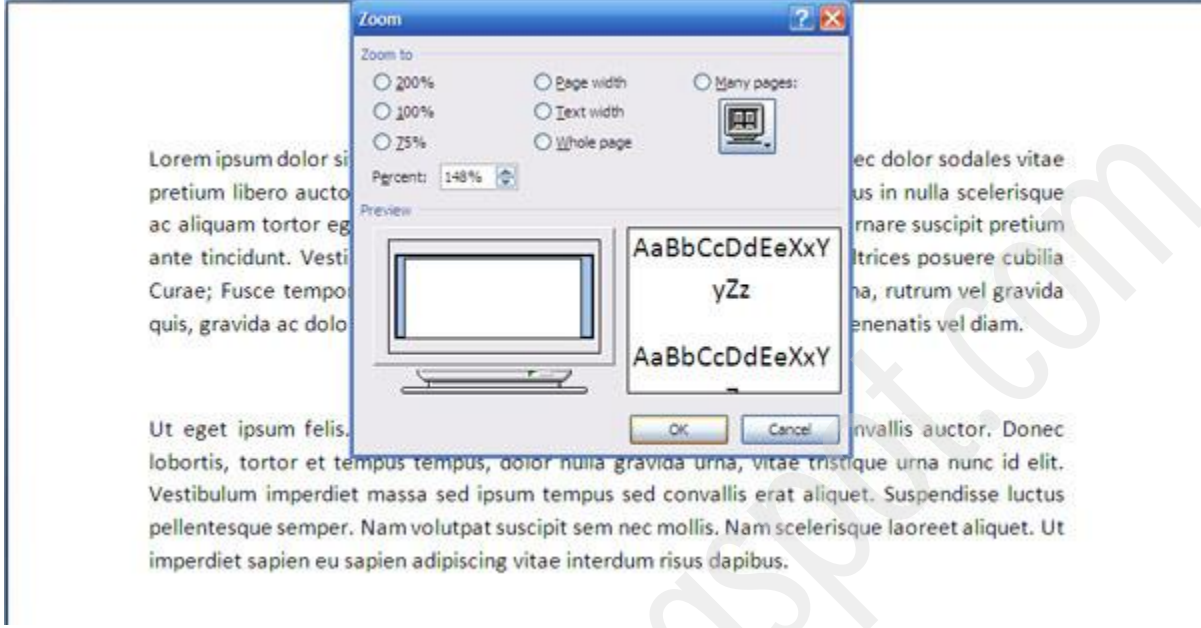 Zoom
Zoom to
200% Page width Many pages:
100% Text width
75% Whole page
Percent: 148%
Preview
AaBbCcDdEeXxY
yZz
AaBbCcDdEeXxY
OK Cancel
Lorem ipsum dolor si ec dolor sodales vitae
pretium libero aucto us in nulla scelerisque
ac aliquam tortor eg rnare suscipit pretium
ante tincidunt. Vesti ltrices posuere cubilia
Curae; Fusce tempo na, rutrum vel gravida
quis, gravida ac dolo enenatis vel diam.
Ut eget ipsum felis. nvallis auctor. Donec
lobortis, tortor et tempus tempus, dolor nulla gravida urna, vitae tristique urna nunc id elit.
Vestibulum imperdiet massa sed ipsum tempus sed convallis erat aliquet. Suspendisse luctus
pellentesque semper. Nam volutpat suscipit sem nec mollis. Nam scelerisque laoreet aliquet. Ut
imperdiet sapien eu sapien adipiscing vitae interdum risus dapibus.
aspt.com